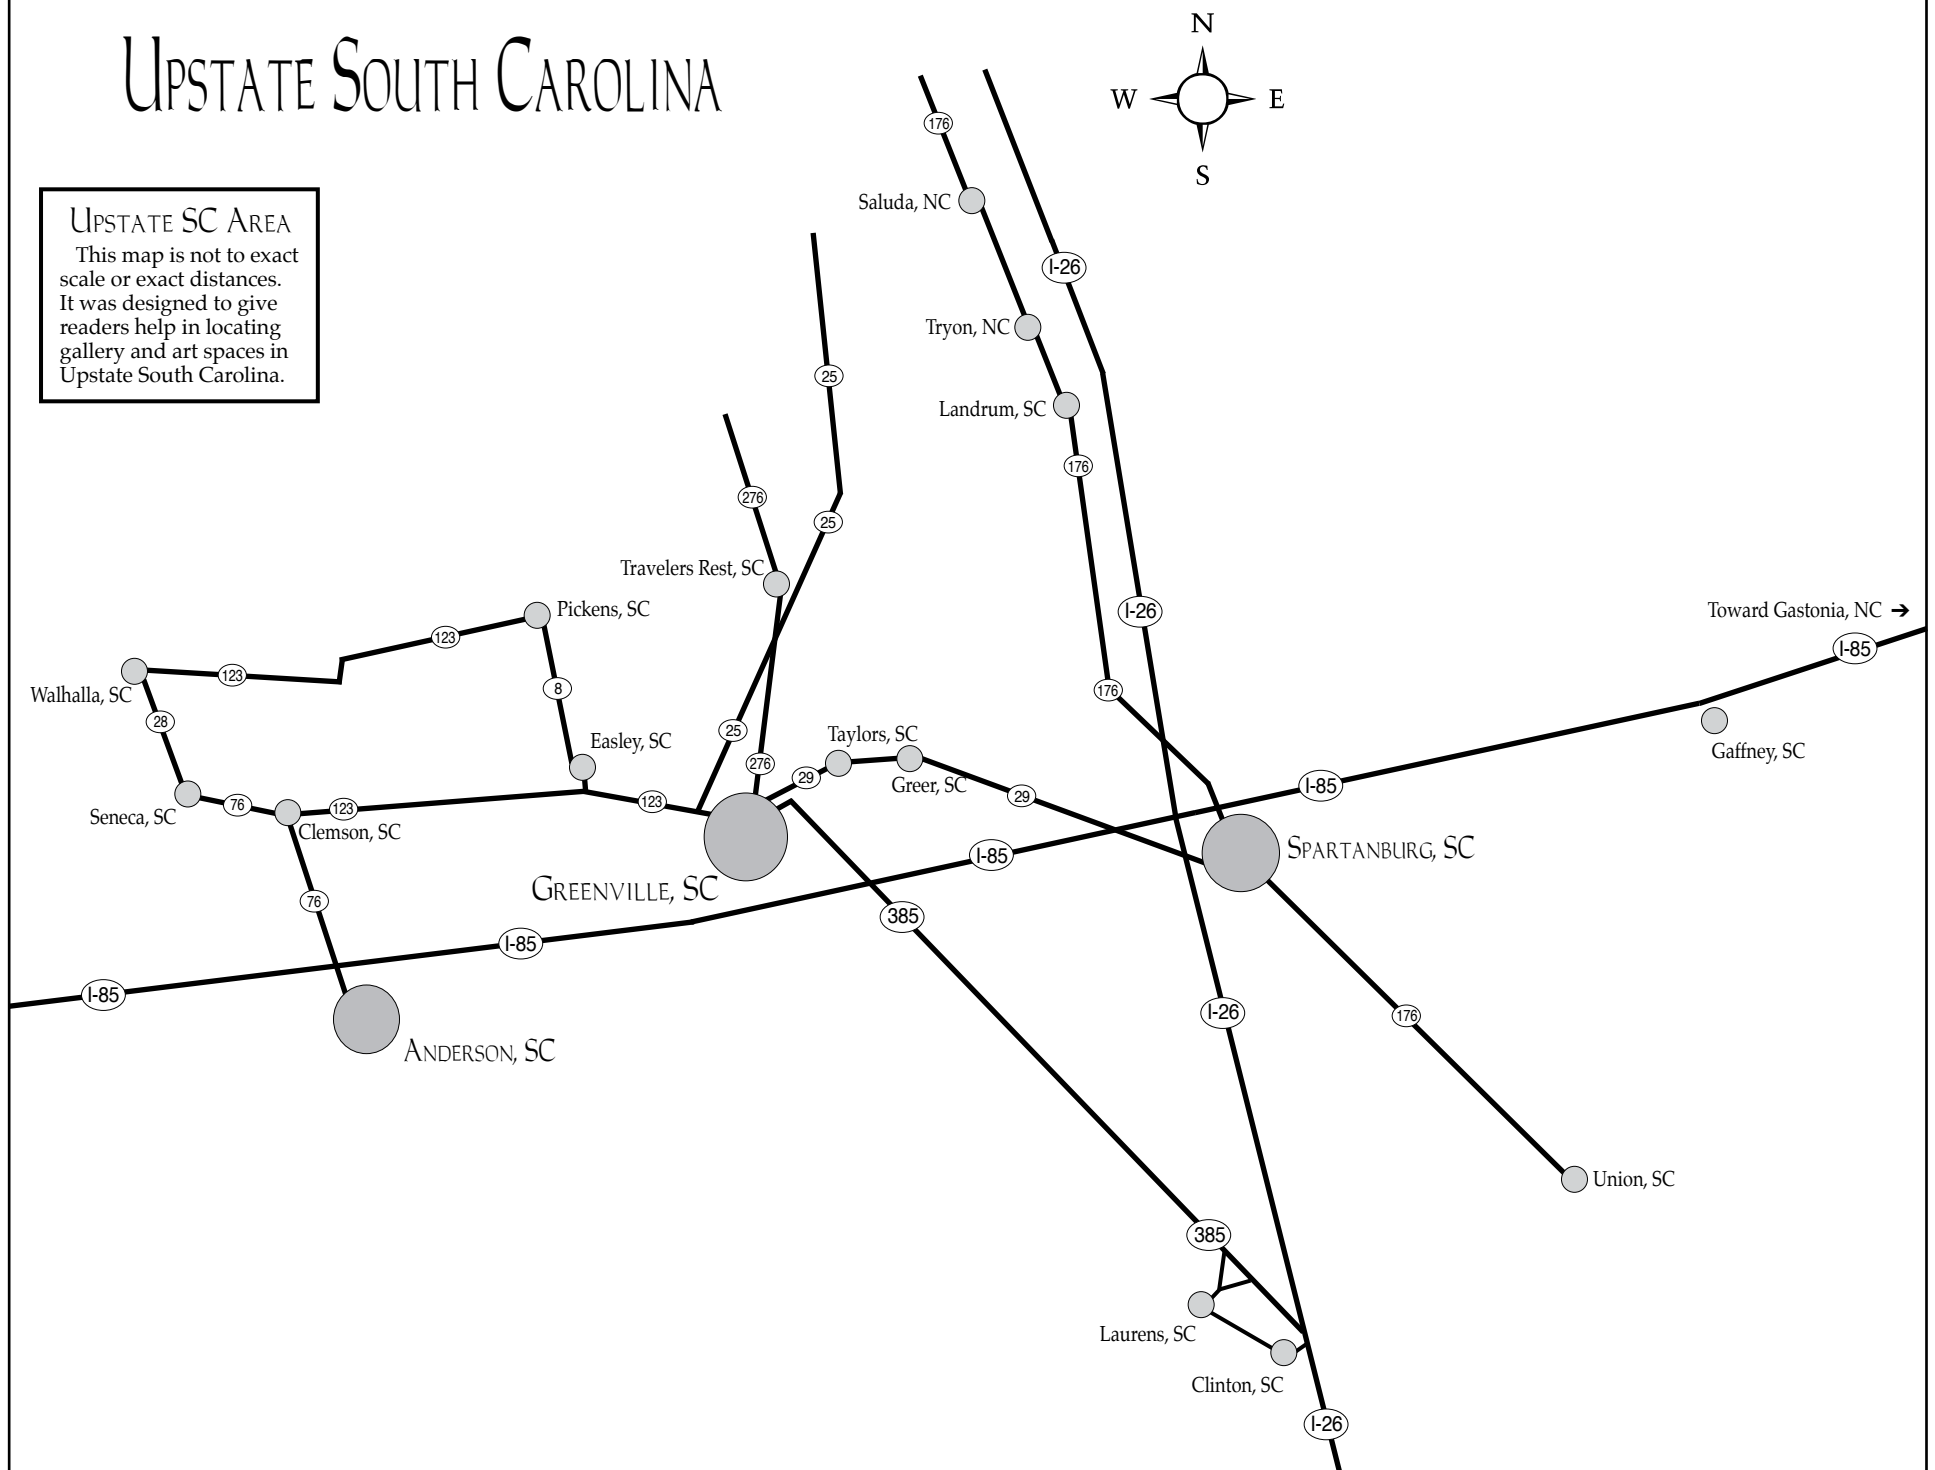 UPSTATE SOUTH CAROLINA
N
W
E
S
176
Saluda, NC
UPSTATE SC AREA
This map is not to exact
scale or exact distances.
It was designed to give
readers help in locating
gallery and art spaces in
Upstate South Carolina.
I-26
Tryon, NC
25
Landrum, SC
176
276
25
Travelers Rest, SC
Pickens, SC
I-26
Toward Gastonia, NC ➔
123
I-85
123
8
Walhalla, SC
176
28
25
Taylors, SC
Gaffney, SC
Easley, SC
276
29
Greer, SC
I-85
29
Seneca, SC
76
123
123
Clemson, SC
SPARTANBURG, SC
I-85
GREENVILLE, SC
76
385
I-85
I-85
I-26
176
ANDERSON, SC
Union, SC
385
Laurens, SC
Clinton, SC
I-26